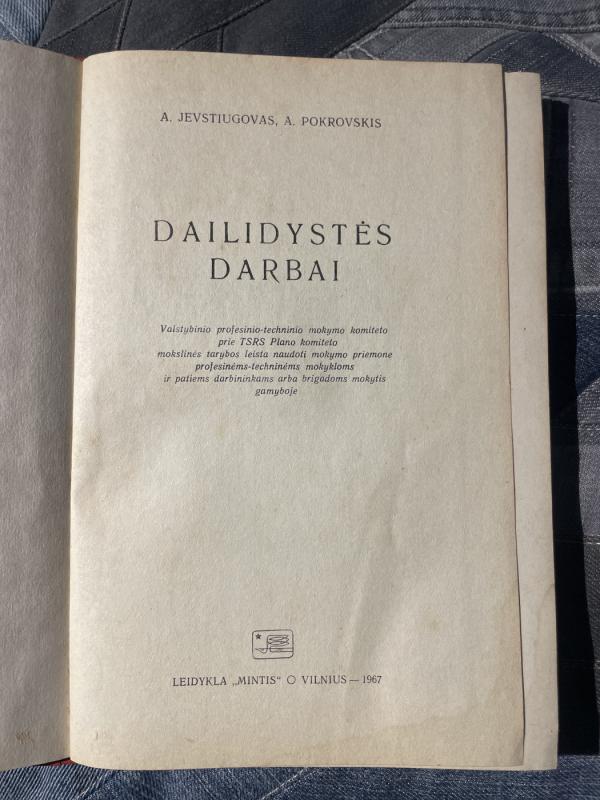 A. JEVSTIUGOVAS, A. POKROVSKIS
DAILIDYSTĖS
DARBAI
Valstybinio profesinio-techninio mokymo komiteto
prie TSRS Plano komiteto
mokslinės tarybos leista naudoti mokymo priemone
profesinėms-techninėms mokykloms
ir patiems darbininkams arba brigadoms mokytis
gamyboje
LEIDYKLA „MINTIS“ O VILNIUS — 1967